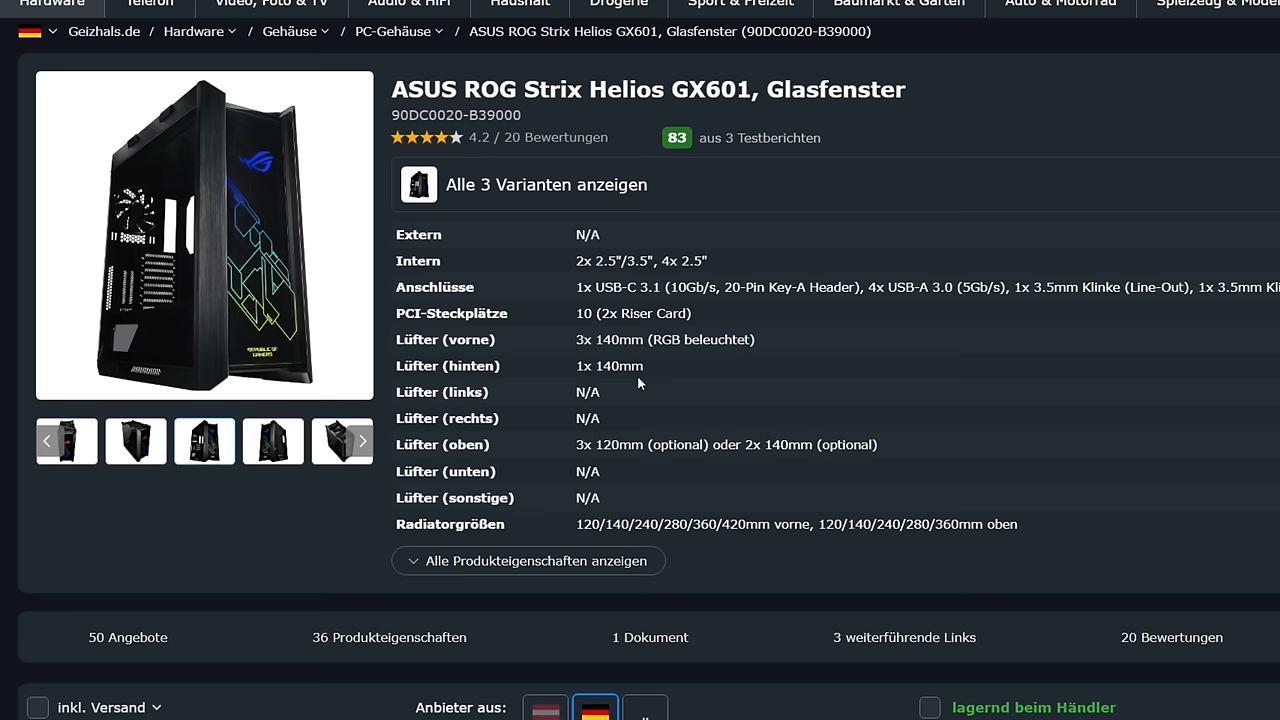 Hardware Telefon Video, Foto & TV Audio & HiFi Haushalt Drogerie Sport & Freizeit Baumarkt & Garten Auto & Motorrad Spielzeug &
Geizhals.de / Hardware / Gehäuse / PC-Gehäuse / ASUS ROG Strix Helios GX601, Glasfenster (90DC0020-B39000)
ASUS ROG Strix Helios GX601, Glasfenster
90DC0020-B39000
4.2 / 20 Bewertungen 83 aus 3 Testberichten
Alle 3 Varianten anzeigen
Extern N/A
Intern 2x 2.5"/3.5", 4x 2.5"
Anschlüsse 1x USB-C 3.1 (10Gb/s, 20-Pin Key-A Header), 4x USB-A 3.0 (5Gb/s), 1x 3.5mm Klinke (Line-Out), 1x 3.5mm Kli
PCI-Steckplätze 10 (2x Riser Card)
Lüfter (vorne) 3x 140mm (RGB beleuchtet)
Lüfter (hinten) 1x 140mm
Lüfter (links) N/A
Lüfter (rechts) N/A
Lüfter (oben) 3x 120mm (optional) oder 2x 140mm (optional)
Lüfter (unten) N/A
Lüfter (sonstige) N/A
Radiatorgrößen 120/140/240/280/360/420mm vorne, 120/140/240/280/360mm oben
Alle Produkteigenschaften anzeigen
REPUBLIC OF
GAMERS
50 Angebote 36 Produkteigenschaften 1 Dokument 3 weiterführende Links 20 Bewertungen
inkl. Versand Anbieter aus: lagernd beim Händler